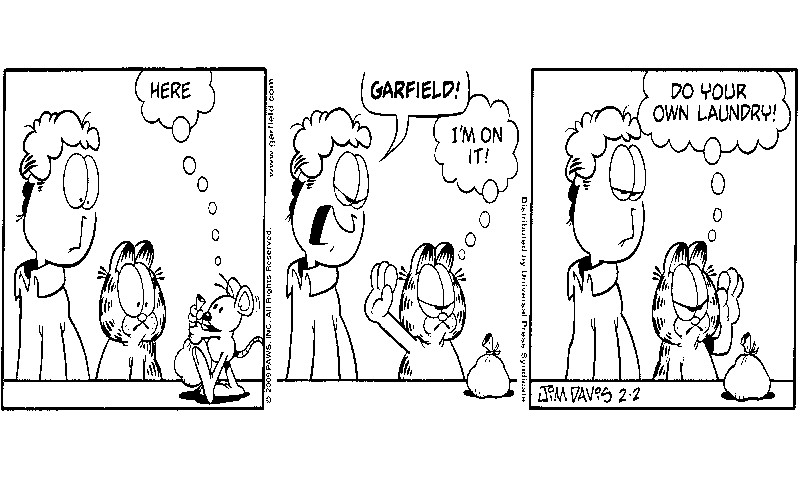 HERE
www.garfield.com
© 2009 PAWS, INC. All Rights Reserved.
GARFIELD!
I'M ON
IT!
Distributed by Universal Press Syndicate
DO YOUR
OWN LAUNDRY!
JIM DAVIS 2-2